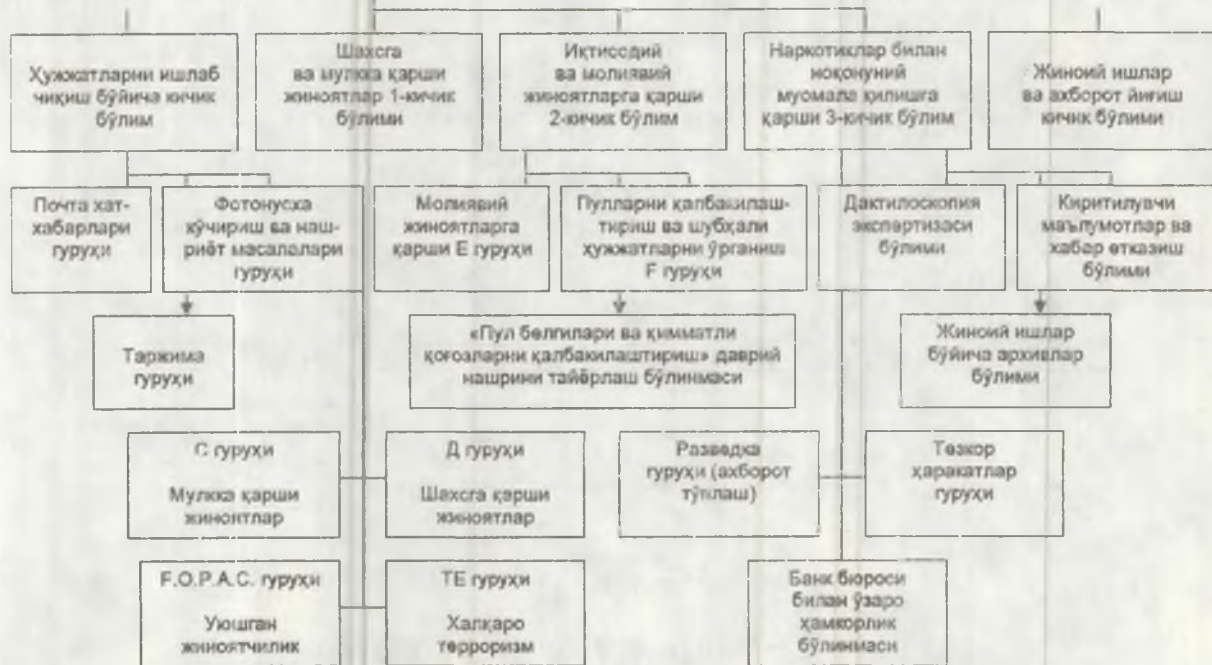 Ҳужжатларни ишлаб
чиқиш бўйича кичик
бўлим
Шахсга
ва мулкка қарши
жиноятлар 1-кичик
бўлими
Иқтисодий
ва молиявий
жиноятларга қарши
2-кичик бўлим
Наркотиклар билан
ноқонуний
муомала қилишга
қарши 3-кичик бўлим
Жиноий ишлар
ва ахборот йиғиш
кичик бўлими
Почта хат-
хабарлари
гуруҳи
Фотонусха
кўчириш ва наш-
риёт масалалари
гуруҳи
Молиявий
жиноятларга
қарши Е гуруҳи
Пулларни қалбакилаш-
тириш ва шубҳали
ҳужжатларни ўрганиш
F гуруҳи
Дактилоскопия
экспертизаси
бўлими
Киритилувчи
маълумотлар ва
хабар ётказиш
бўлими
Таржима
гуруҳи
«Пул белгилари ва қимматли
қоғозларни қалбакилаштириш» даврий
нашрини тайёрлаш бўлинмаси
Жиноий ишлар
бўйича архивлар
бўлими
С гуруҳи
Мулкка қарши
жиноятлар
Д гуруҳи
Шахсга қарши
жиноятлар
Разведка
гуруҳи (ахборот
тўплаш)
Тезкор
ҳаракатлар
гуруҳи
F.O.P.A.C. гуруҳи
Уюшган
жиноятчилик
ТЕ гуруҳи
Халқаро
терроризм
Банк бюроси
билан ўзаро
ҳамкорлик
бўлинмаси